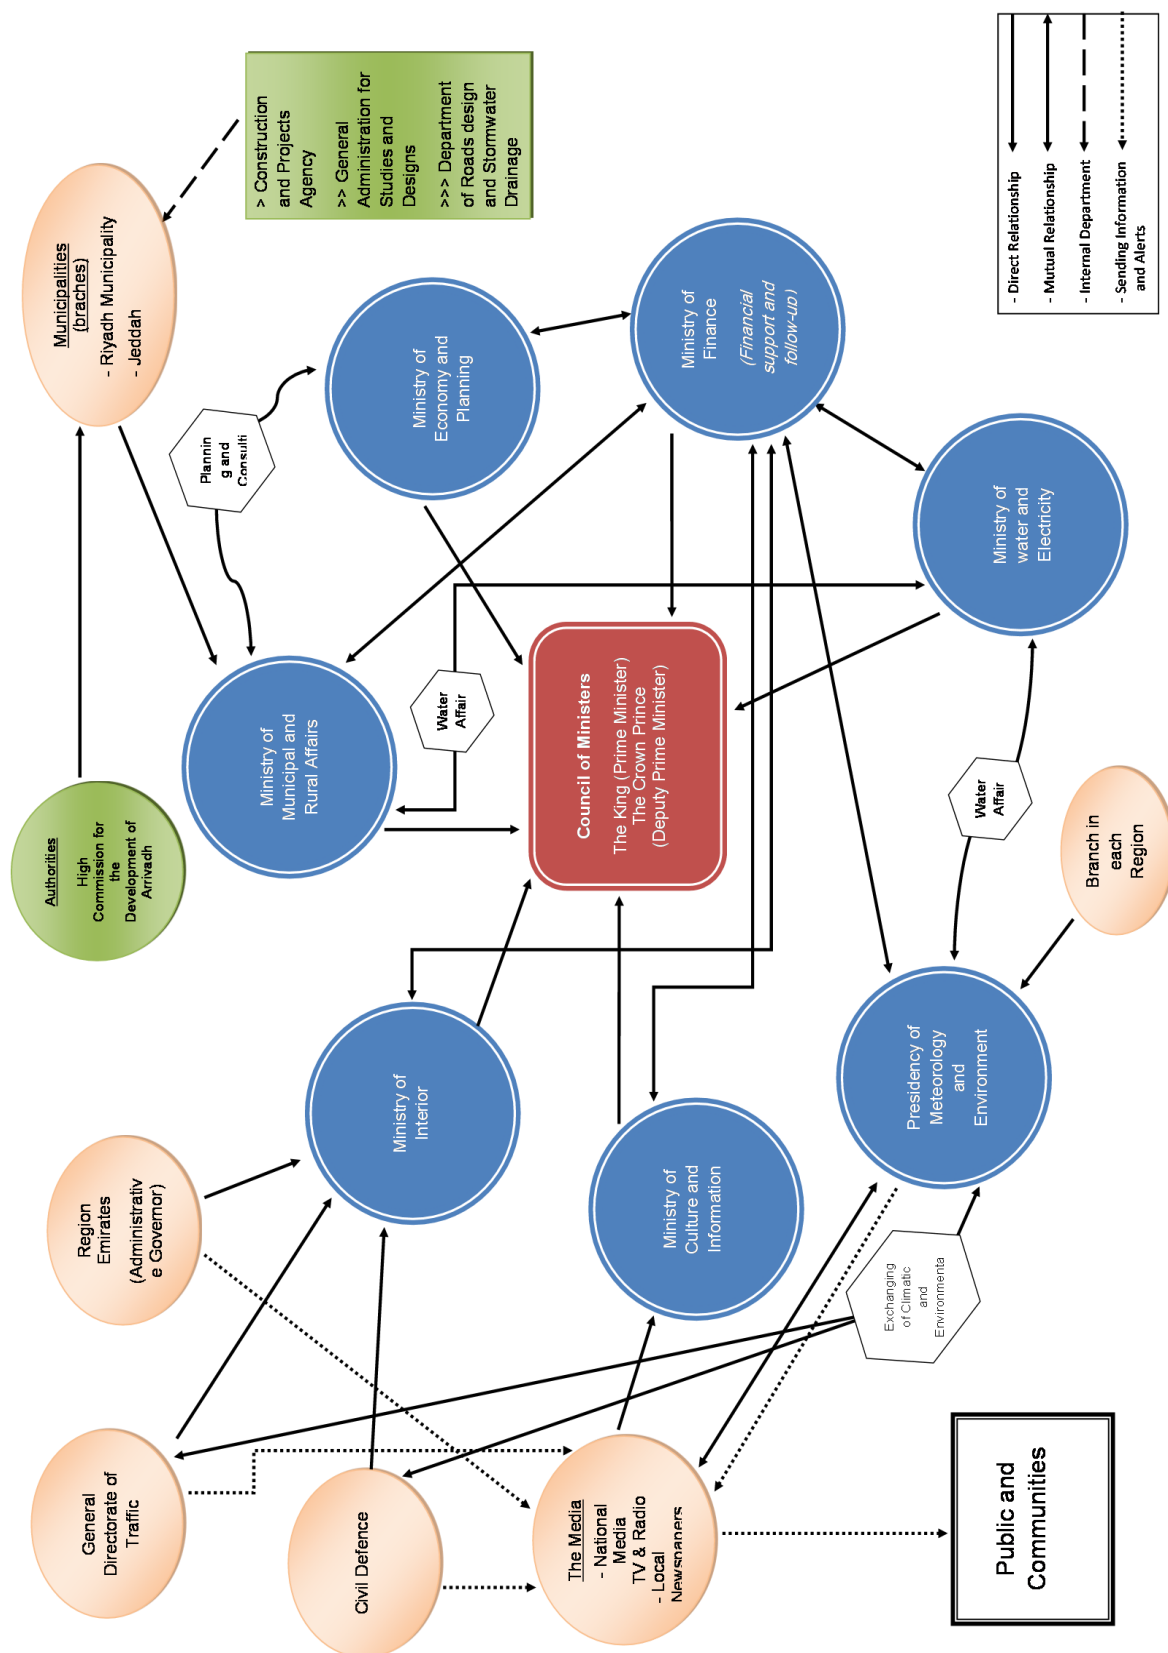 General
Directorate of
Traffic
Region
Emirates
(Administrativ
e Governor)
Authorities
High
Commission for
the
Development of
Arrivadh
Municipalities
(braches)
- Riyadh Municipality
- Jeddah
> Construction
and Projects
Agency
>> General
Administration for
Studies and
Designs
>>> Department
of Roads design
and Stormwater
Drainage
Plannin
g and
Consulti
Civil Defence
Ministry of
Interior
Ministry of
Municipal and
Rural Affairs
Ministry of
Economy and
Planning
Water
Affair
The Media
- National
Media
TV & Radio
- Local
Newspapers
Ministry of
Culture and
Information
Council of Ministers
The King (Prime Minister)
The Crown Prince
(Deputy Prime Minister)
Ministry of
Finance
(Financial
support and
follow-up)
Exchanging
of Climatic
and
Environmenta
Presidency of
Meteorology
and
Environment
Water
Affair
Ministry of
water and
Electricity
Public and
Communities
Branch in
each
Region
- Direct Relationship
- Mutual Relationship
- Internal Department
- Sending Information
and Alerts